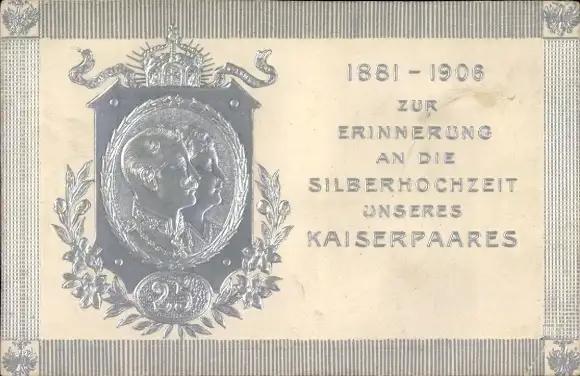 1881 - 1906
ZUR
ERINNERUNG
AN DIE
SILBERHOCHZEIT
UNSERES
KAISERPAARES
25